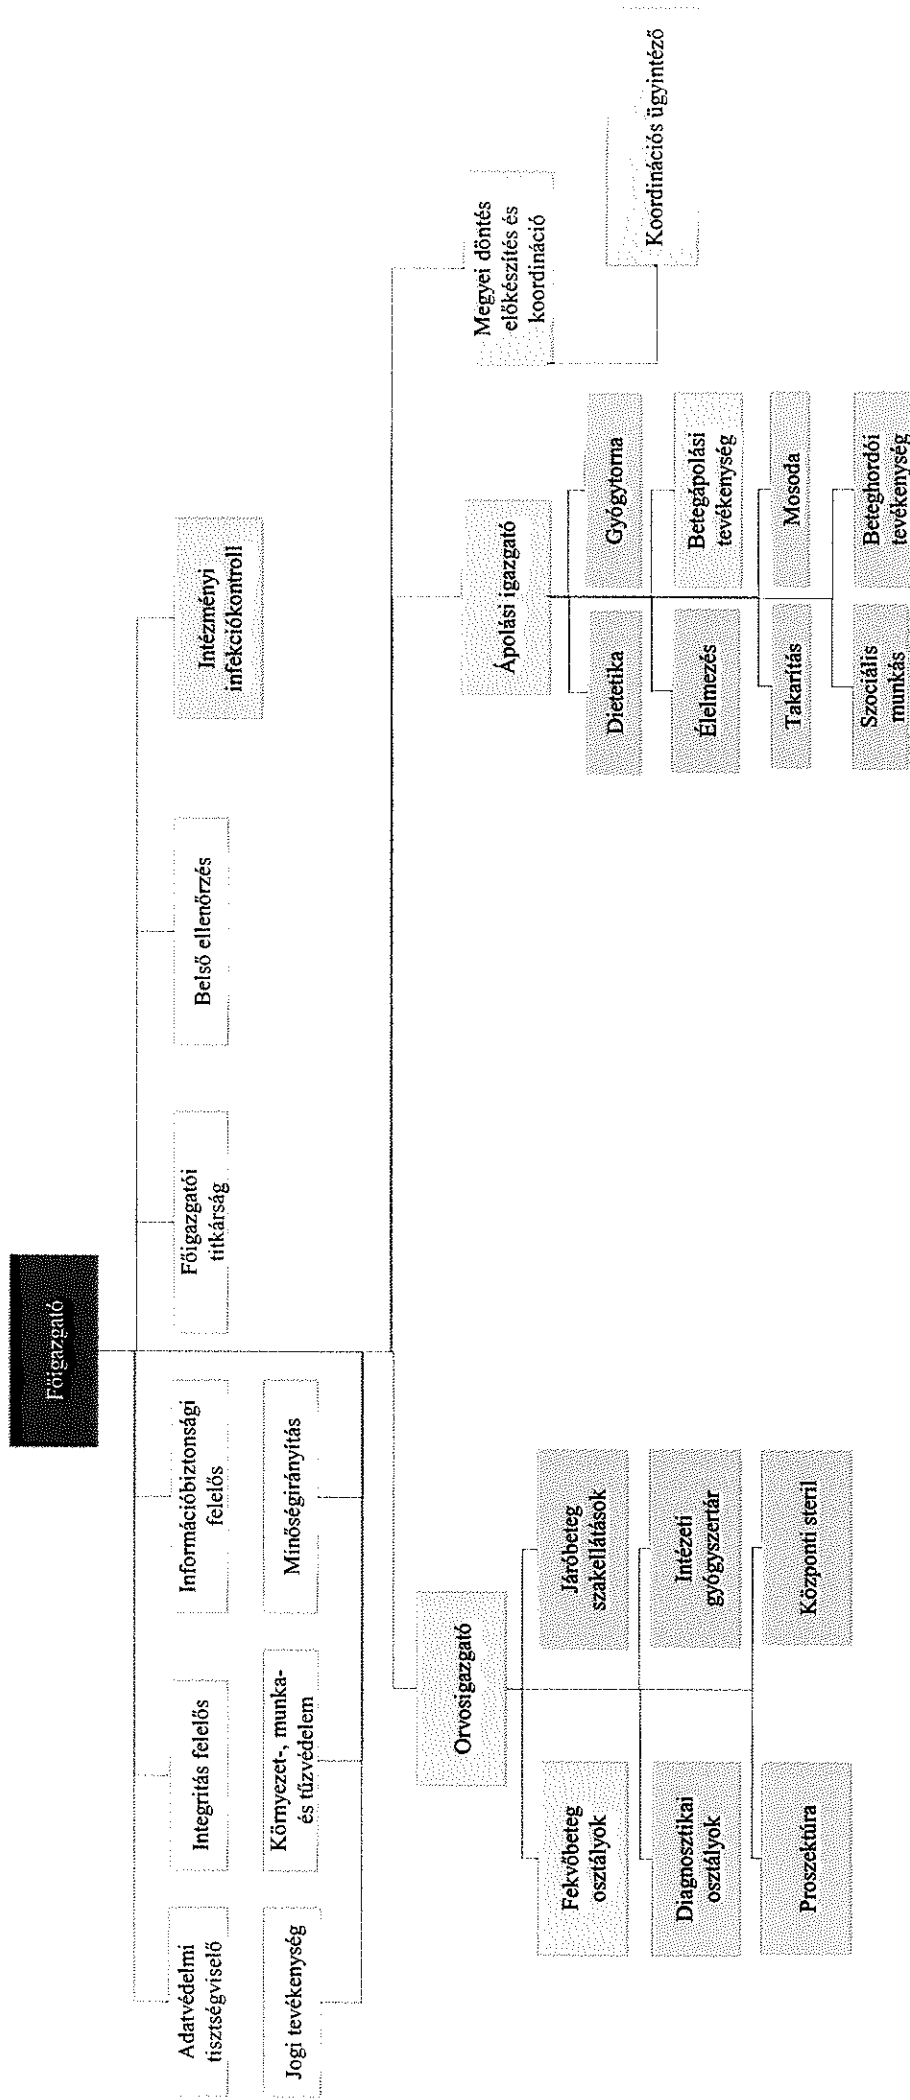 Főigazgató
Adatvédelmi
tisztségviselő
Integritás felelős
Információbiztonsági
felelős
Főigazgatói
titkárság
Belső ellenőrzés
Intézményi
infekciókontroll
Jogi tevékenység
Környezet-, munka-
és tűzvédelem
Minőségirányítás
Orvosigazgató
Fekvőbeteg
osztályok
Járóbeteg
szakellátások
Diagnosztikai
osztályok
Intézeti
gyógyszertár
Proszektúra
Központi steril
Ápolási igazgató
Dietetika
Gyógytorna
Élelmezés
Betegápolási
tevékenység
Takarítás
Mosoda
Szociális
munkás
Beteghordói
tevékenység
Megyei döntés
előkészítés és
koordináció
Koordinációs ügyintéző